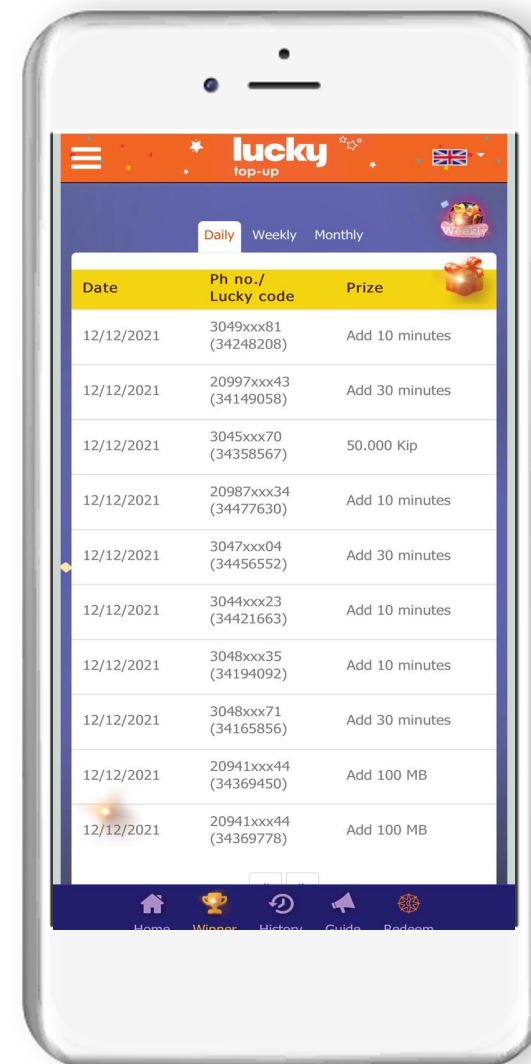 lucky
top-up
Weekly
Daily Weekly Monthly
Date Ph no./ Prize
Lucky code
12/12/2021 3049xxx81 Add 10 minutes
(34248208)
12/12/2021 20997xxx43 Add 30 minutes
(34149058)
12/12/2021 3045xxx70 50.000 Kip
(34358567)
12/12/2021 20987xxx34 Add 10 minutes
(34477630)
12/12/2021 3047xxx04 Add 30 minutes
(34456552)
12/12/2021 3044xxx23 Add 10 minutes
(34421663)
12/12/2021 3048xxx35 Add 10 minutes
(34194092)
12/12/2021 3048xxx71 Add 30 minutes
(34165856)
12/12/2021 20941xxx44 Add 100 MB
(34369450)
12/12/2021 20941xxx44 Add 100 MB
(34369778)
Home Winner History Guide Redeem